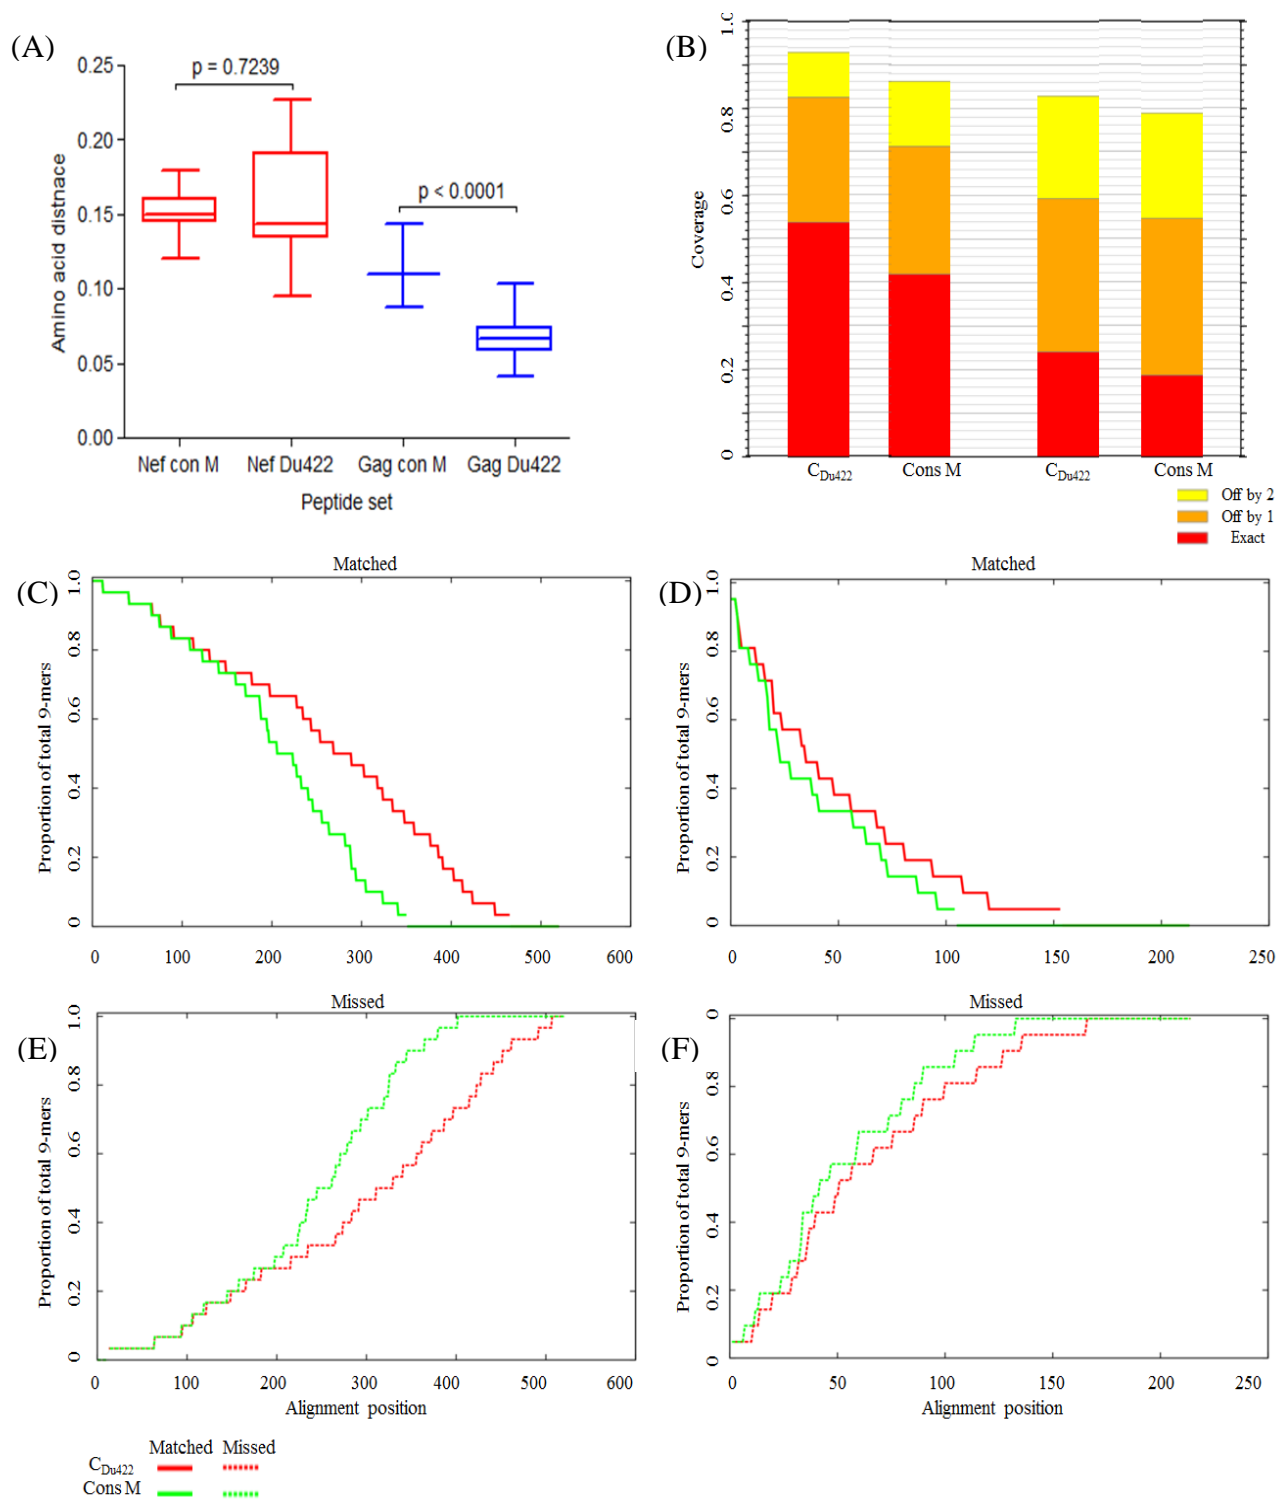 (A)
0.25
0.20
0.15
0.10
0.05
0.00
Amino acid distnace
p = 0.7239
p < 0.0001
Nef con M
Nef Du422
Gag con M
Gag Du422
Peptide set
(B)
1.0
0.8
0.6
0.4
0.2
0
Coverage
CDu422
Cons M
CDu422
Cons M
Off by 2
Off by 1
Exact
(C)
Matched
1.0
0.8
0.6
0.4
0.2
0
Proportion of total 9-mers
0 100 200 300 400 500 600
(D)
Matched
1.0
0.8
0.6
0.4
0.2
0
Proportion of total 9-mers
0 50 100 150 200 250
(E)
Missed
1.0
0.8
0.6
0.4
0.2
0
Proportion of total 9-mers
0 100 200 300 400 500 600
Alignment position
(F)
Missed
0
0.8
0.6
0.4
0.2
0
Proportion of total 9-mers
0 50 100 150 200 250
Alignment position
Matched Missed
CDu422
Cons M